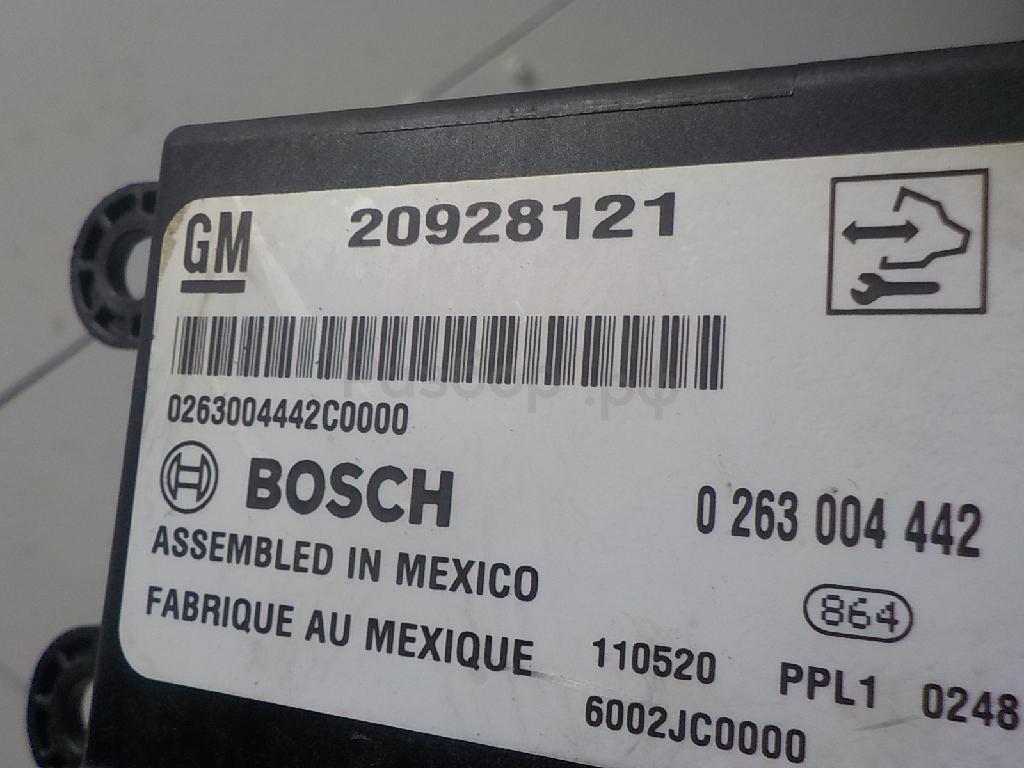 GM 20928121
0263004442C0000
BOSCH 0 263 004 442
ASSEMBLED IN MEXICO
864
FABRIQUE AU MEXIQUE 110520 PPL1 0248
6002JC0000